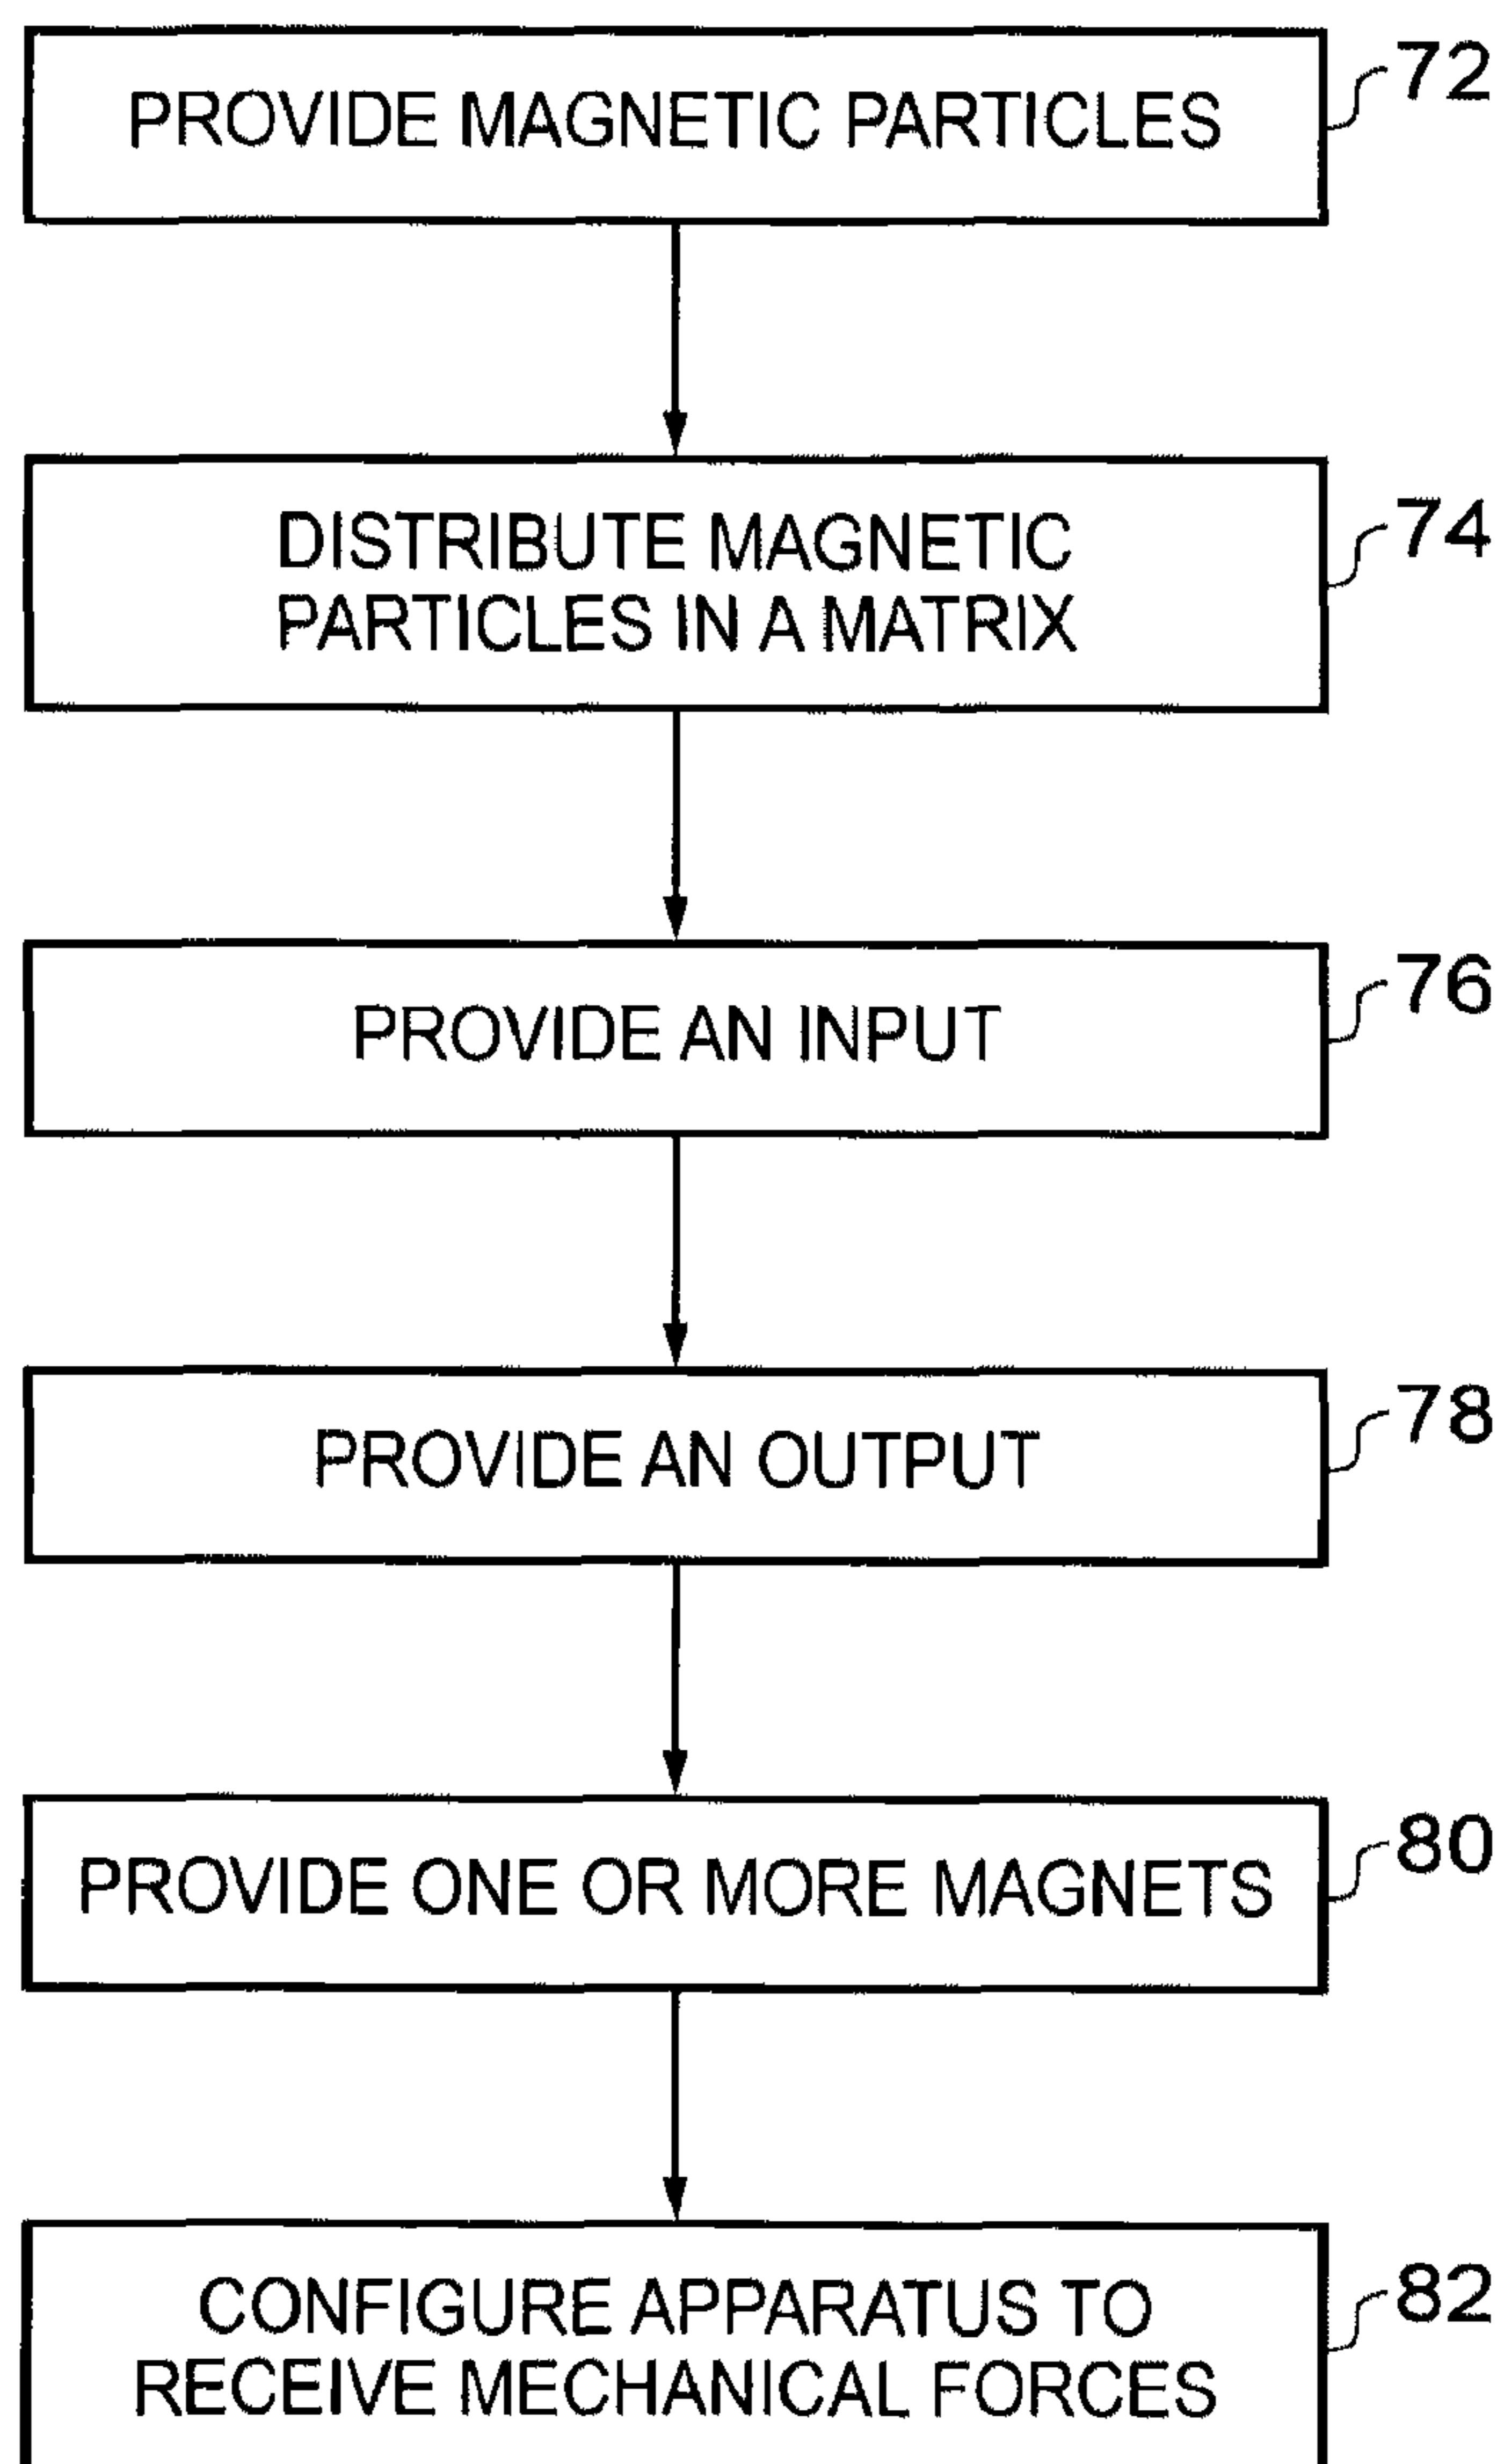 PROVIDE MAGNETIC PARTICLES
72
DISTRIBUTE MAGNETIC
PARTICLES IN A MATRIX
74
PROVIDE AN INPUT
76
PROVIDE AN OUTPUT
78
PROVIDE ONE OR MORE MAGNETS
80
CONFIGURE APPARATUS TO
RECEIVE MECHANICAL FORCES
82